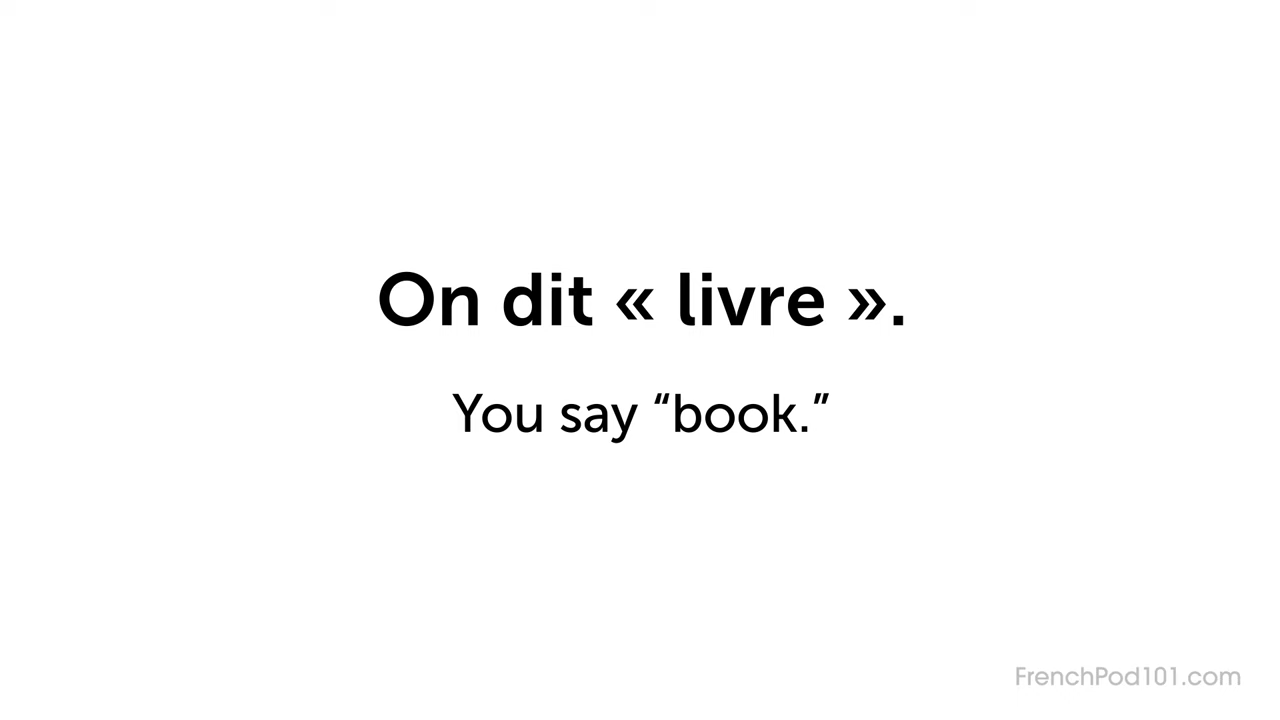 On dit « livre ».
You say “book.”
FrenchPod101.com